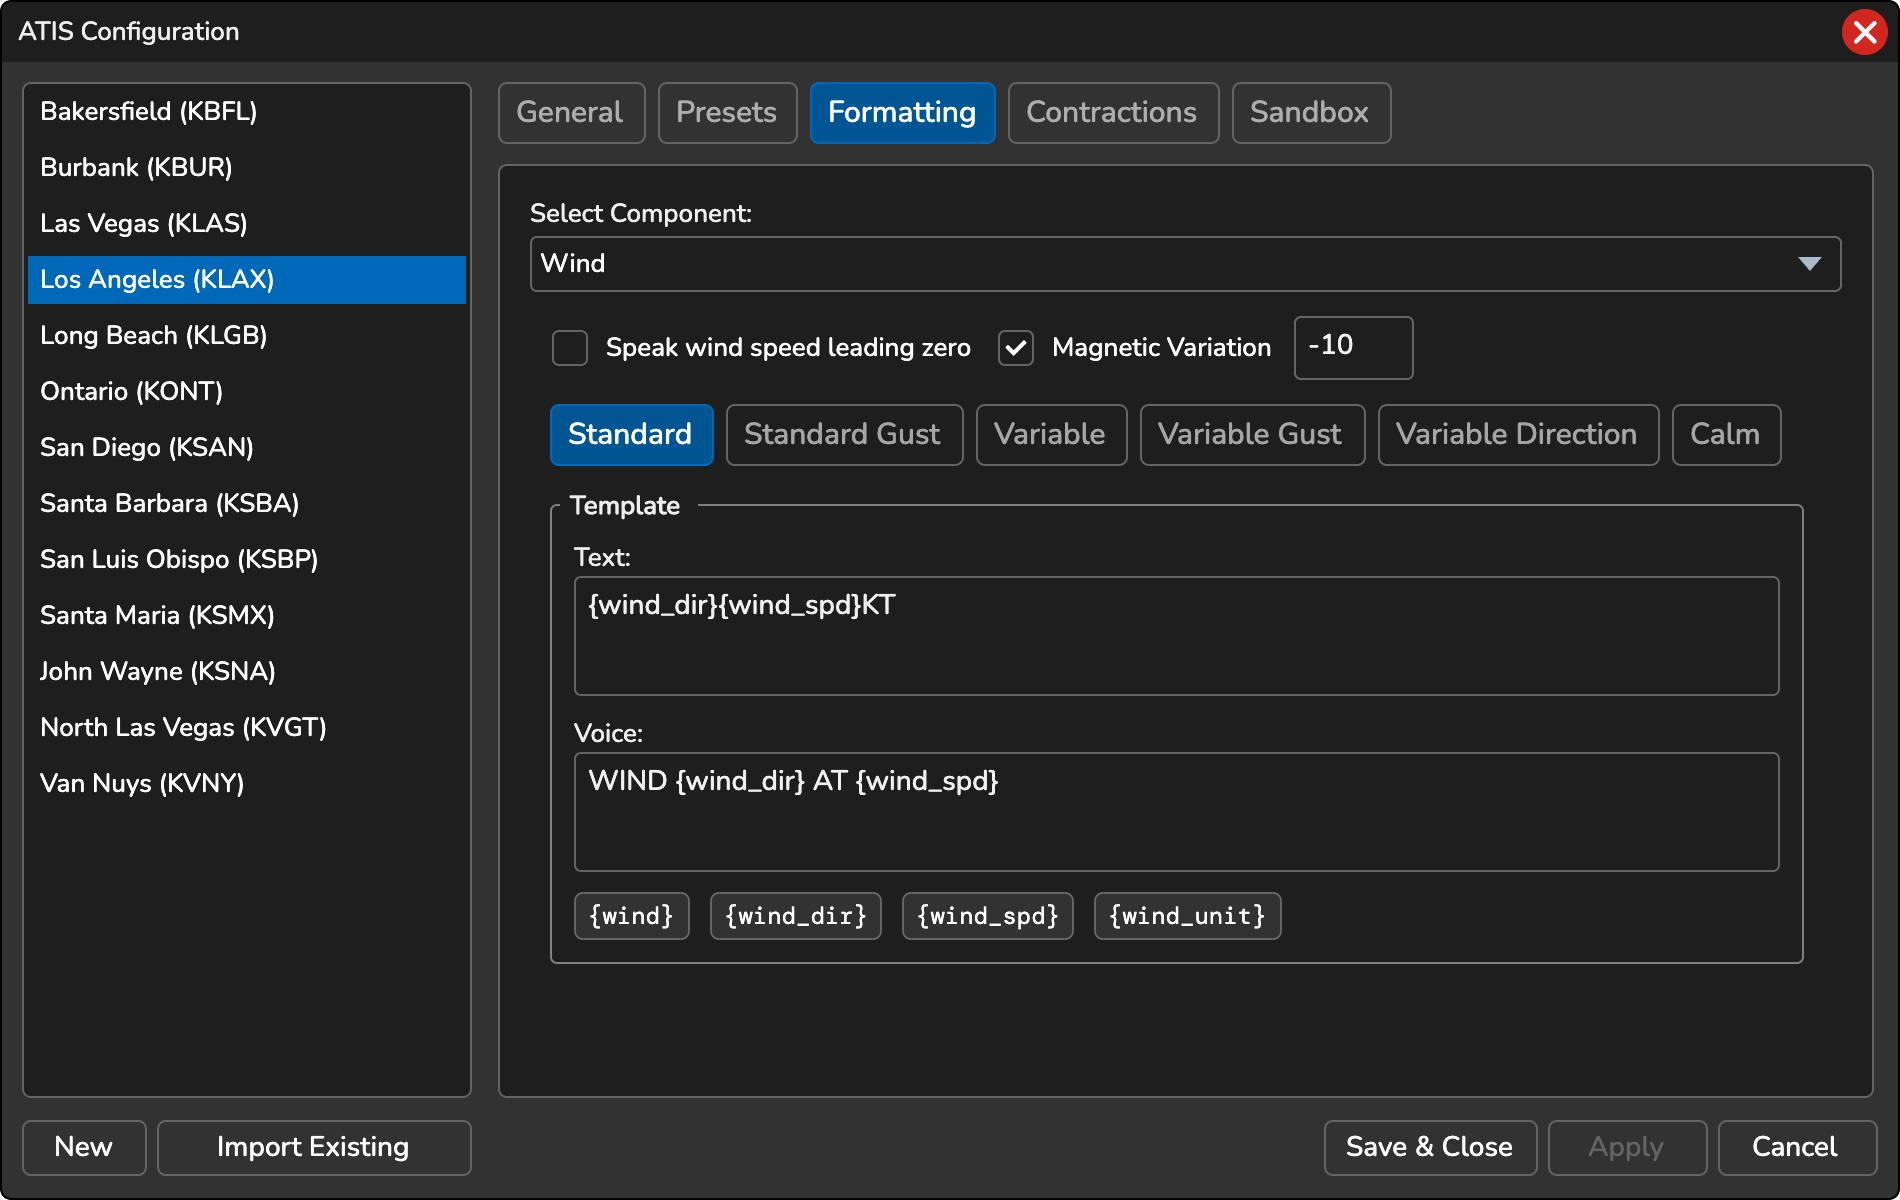 ATIS Configuration
Bakersfield (KBFL)
Burbank (KBUR)
Las Vegas (KLAS)
Los Angeles (KLAX)
Long Beach (KLGB)
Ontario (KONT)
San Diego (KSAN)
Santa Barbara (KSBA)
San Luis Obispo (KSBP)
Santa Maria (KSMX)
John Wayne (KSNA)
North Las Vegas (KVGT)
Van Nuys (KVNY)
New
Import Existing
General Presets Formatting Contractions Sandbox
Select Component:
Wind
Speak wind speed leading zero Magnetic Variation -10
Standard Standard Gust Variable Variable Gust Variable Direction Calm
Template
Text:
{wind_dir}{wind_spd}KT
Voice:
WIND {wind_dir} AT {wind_spd}
{wind} {wind_dir} {wind_spd} {wind_unit}
Save & Close Apply Cancel